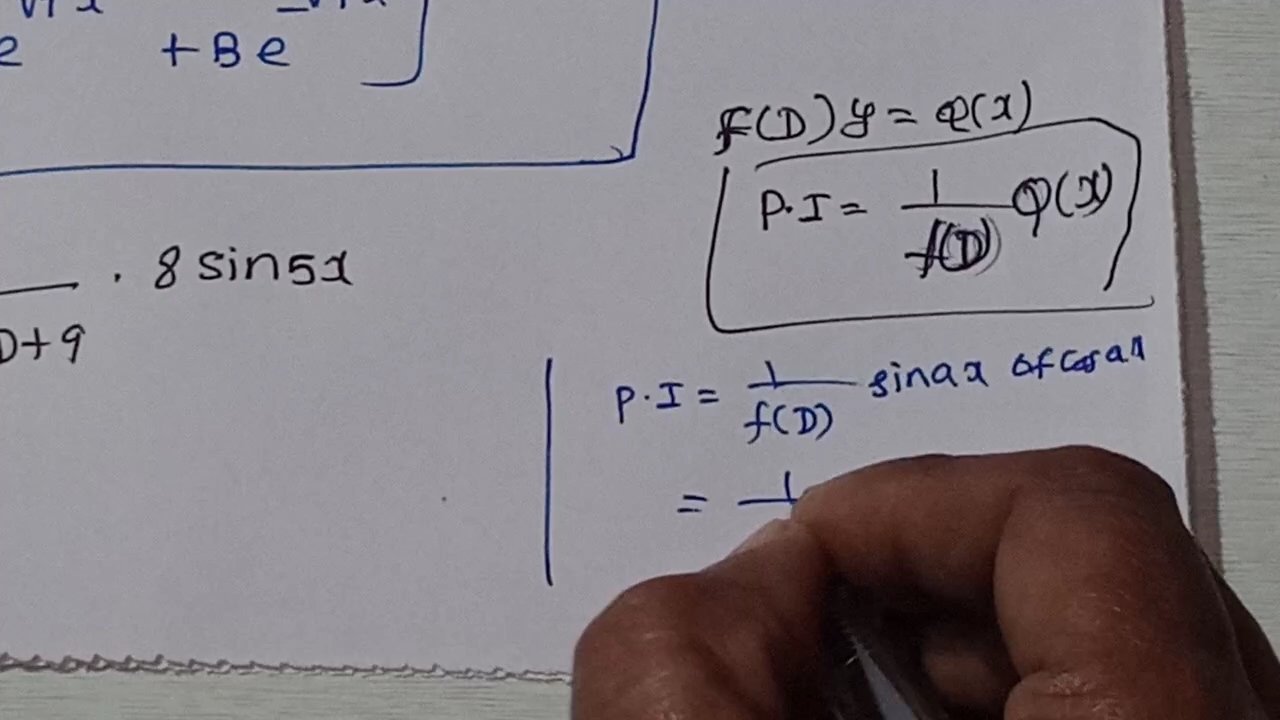 e + B e ]
f(D) y = Q(x)
P.I = 1/f(D) Q(x)
. 8 sin5x
D+9
P.I = 1/f(D) sinax or cosax
= 1